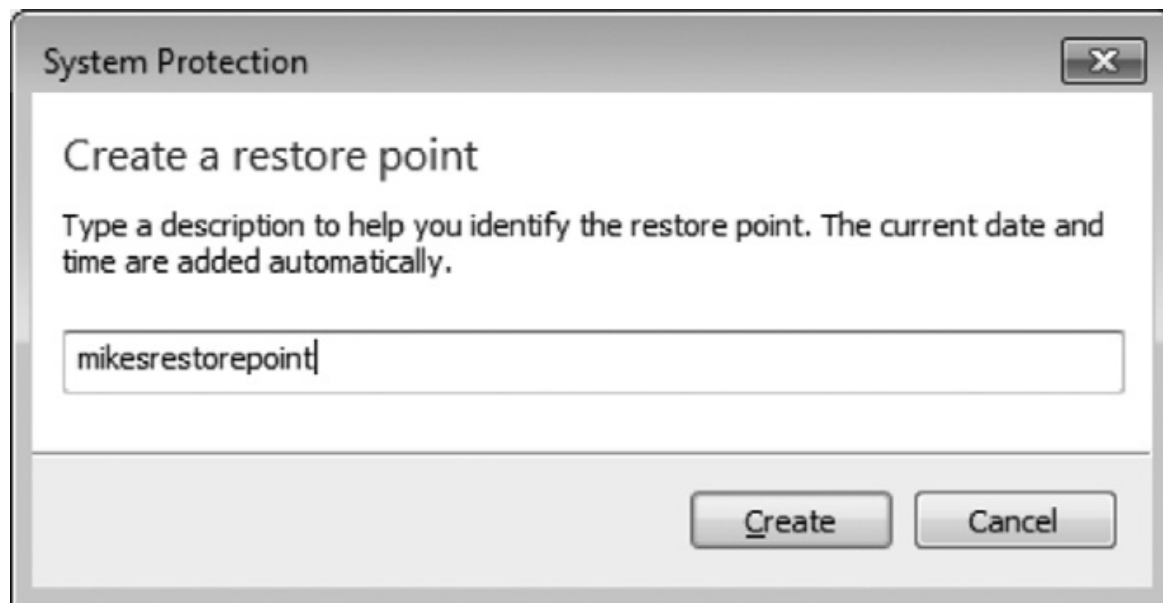 System Protection
Create a restore point
Type a description to help you identify the restore point. The current date and
time are added automatically.
mikesrestorepoint
Create
Cancel